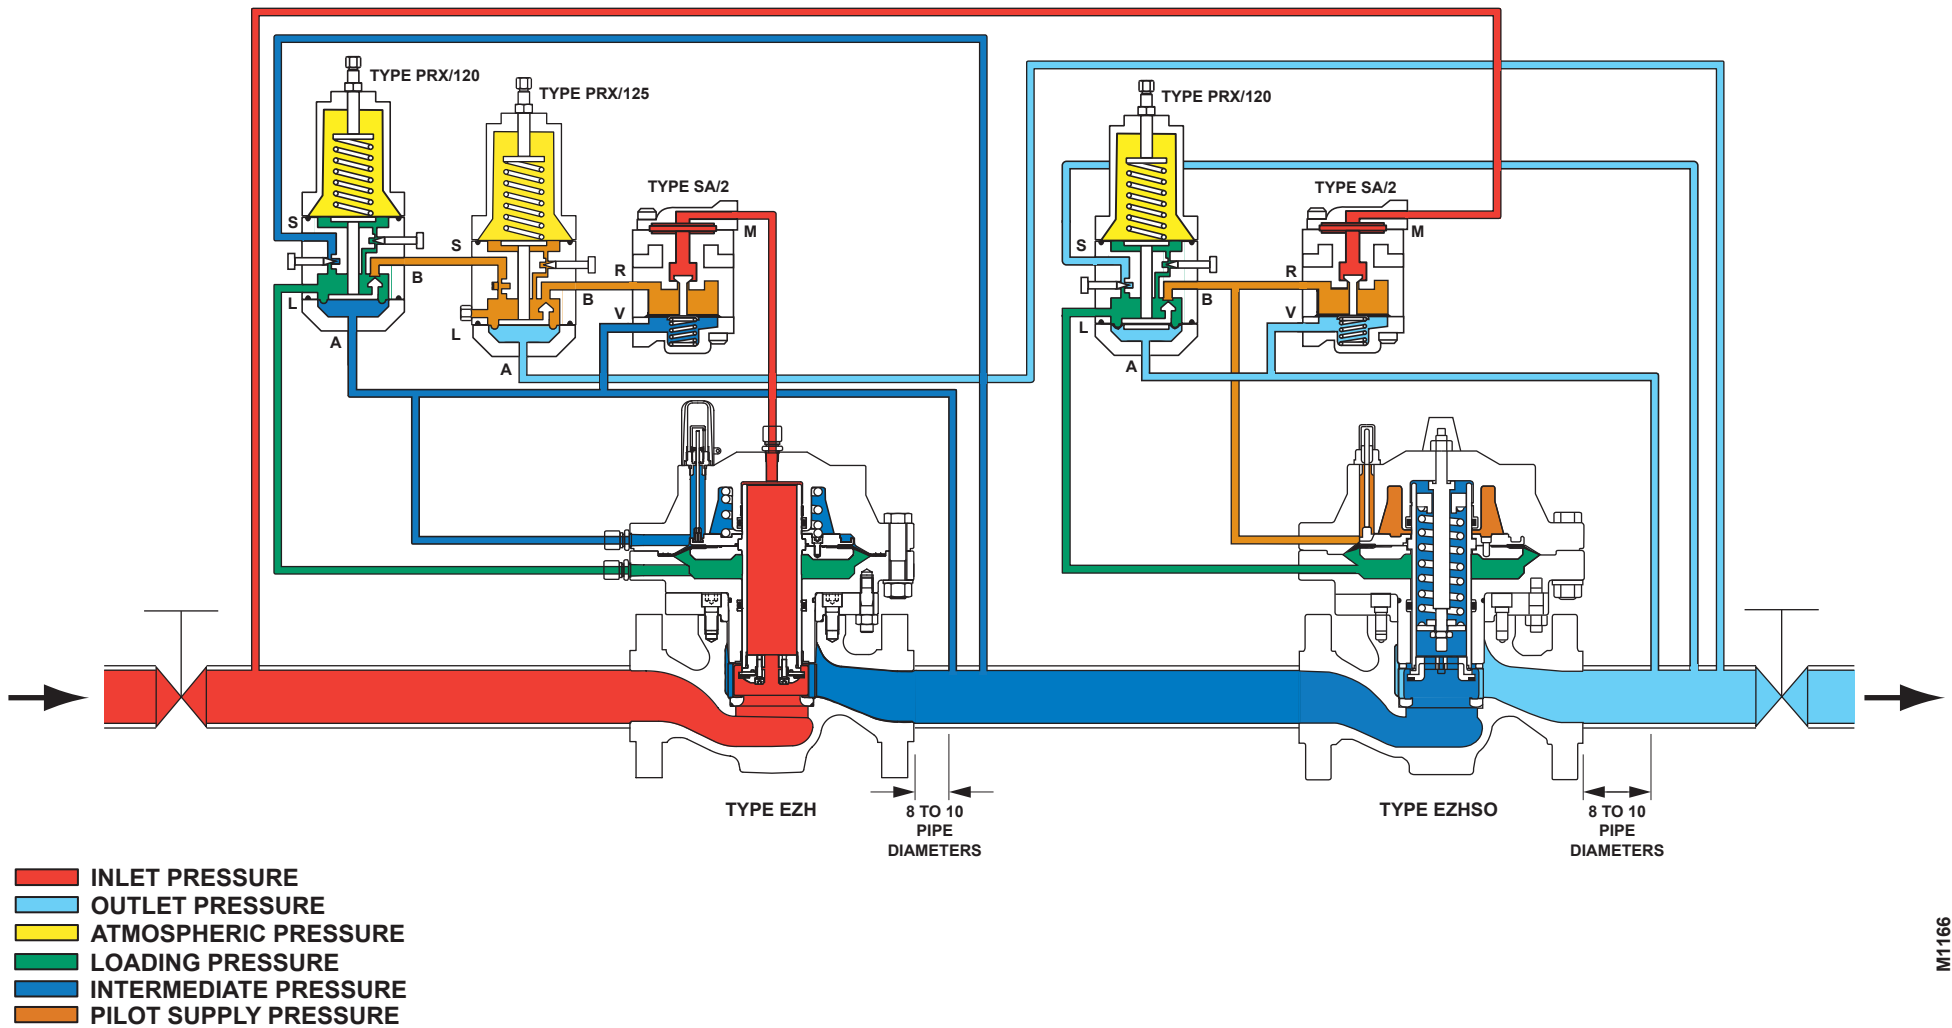 TYPE PRX/120
TYPE PRX/125
TYPE SA/2
TYPE PRX/120
TYPE SA/2
S
B
L
A
S
B
L
A
M
R
V
S
B
L
A
M
R
V
TYPE EZH
8 TO 10
PIPE
DIAMETERS
TYPE EZHSO
8 TO 10
PIPE
DIAMETERS
INLET PRESSURE
OUTLET PRESSURE
ATMOSPHERIC PRESSURE
LOADING PRESSURE
INTERMEDIATE PRESSURE
PILOT SUPPLY PRESSURE
M1166